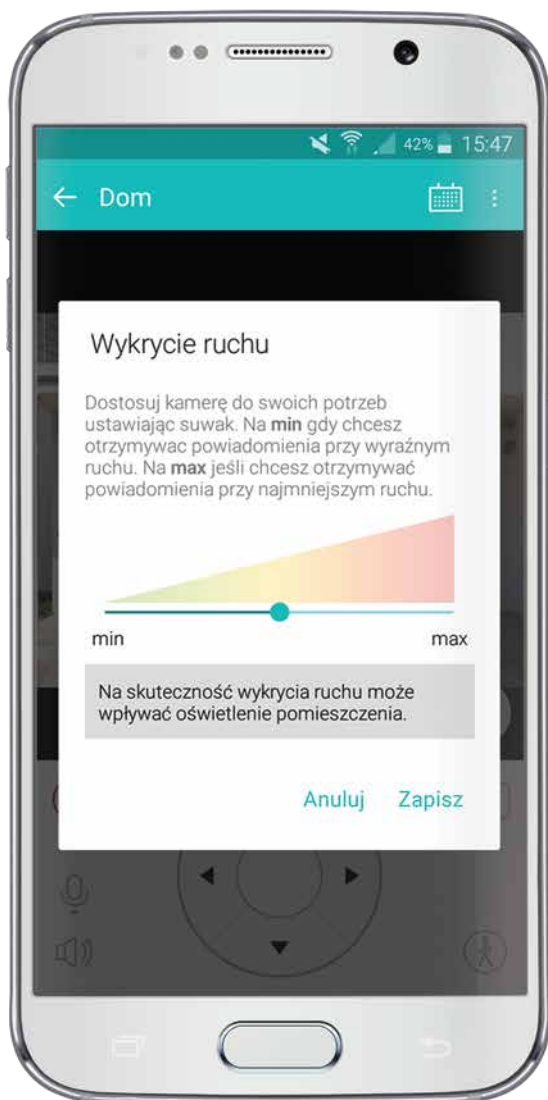 42% 15:47
Dom
Wykrycie ruchu
Dostosuj kamerę do swoich potrzeb
ustawiając suwak. Na min gdy chcesz
otrzymywac powiadomienia przy wyraźnym
ruchu. Na max jeśli chcesz otrzymywać
powiadomienia przy najmniejszym ruchu.
min max
Na skuteczność wykrycia ruchu może
wpływać oświetlenie pomieszczenia.
Anuluj Zapisz